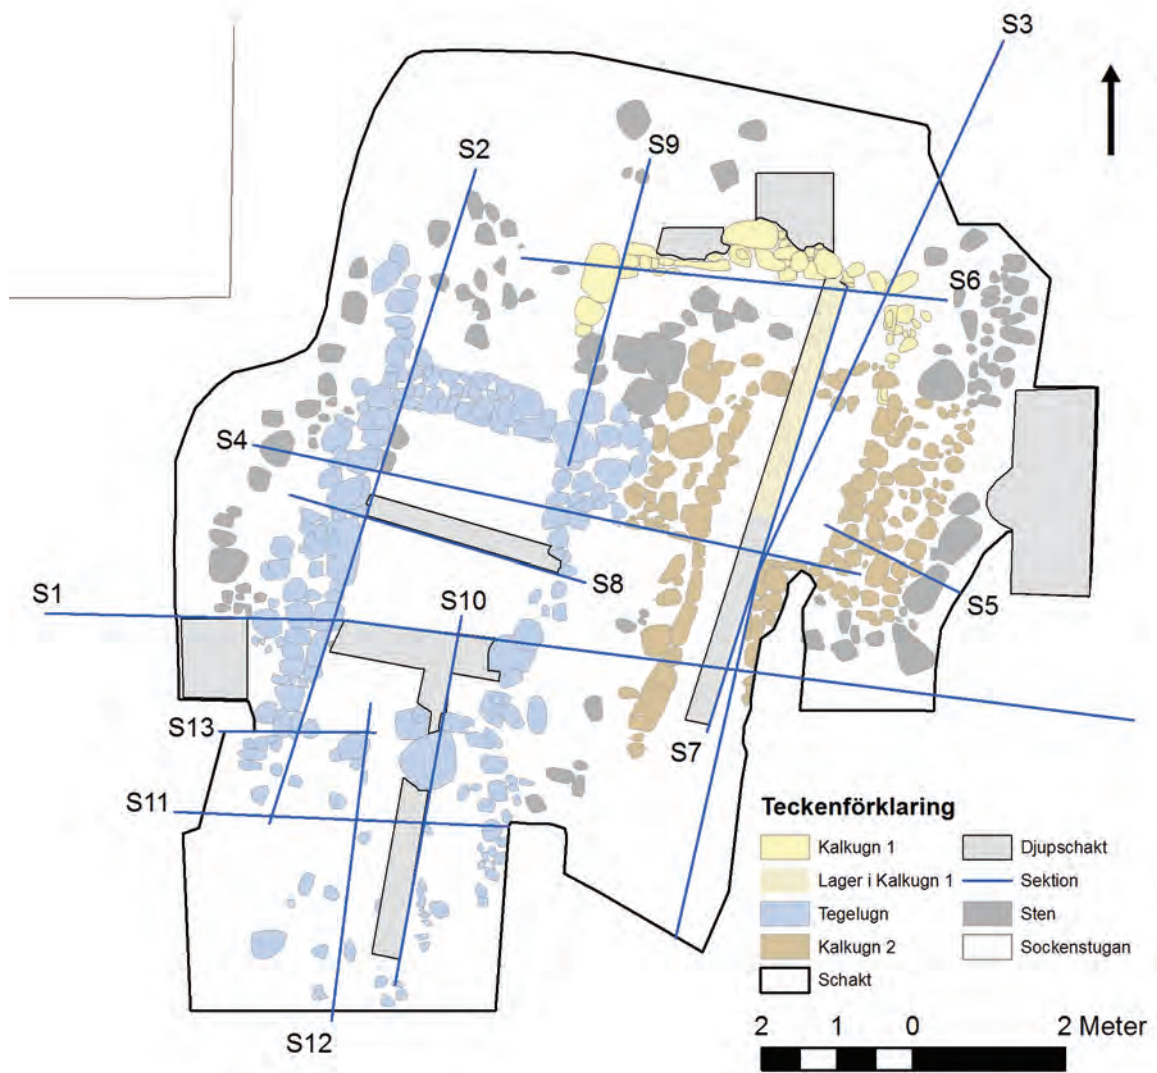 S3
S2
S9
S6
S4
S1
S8
S10
S5
S13
S7
S11
S12
Teckenförklaring
Kalkugn 1
Lager i Kalkugn 1
Tegelugn
Kalkugn 2
Schakt
Djupschakt
Sektion
Sten
Sockenstugan
2 1 0 2 Meter